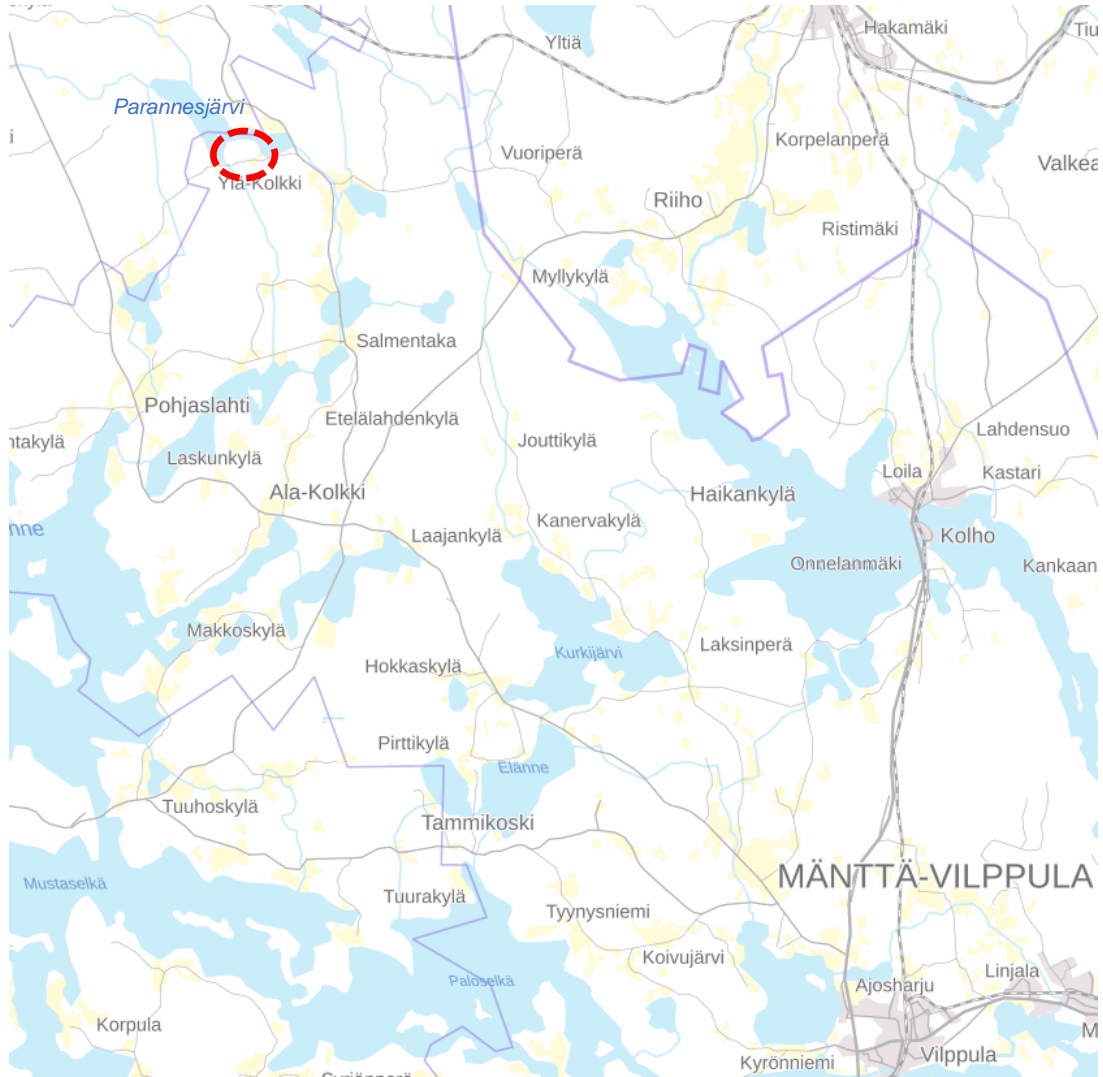 Hakamäki
Yltiä
Parannesjärvi
Korpelanperä
Vuoriperä
Ylä-Kolkki
Riiho
Ristimäki
Myllykylä
Salmentaka
Pohjaslahti
Etelälahdenkylä
Lahdensuo
Jouttikylä
Laskunkylä
Loila
Kastari
Ala-Kolkki
Haikankylä
Kanervakylä
Laajankylä
Kolho
Onnelanmäki
Kankaan
Makkoskylä
Laksinperä
Kurkijärvi
Hokkaskylä
Pirttikylä
Elänne
Tuuhoskylä
Tammikoski
MÄNTTÄ-VILPPULA
Mustaselkä
Tuurakylä
Tyynysniemi
Koivujärvi
Linjala
Paloselkä
Ajosharju
Korpula
Vilppula
Kyrönniemi